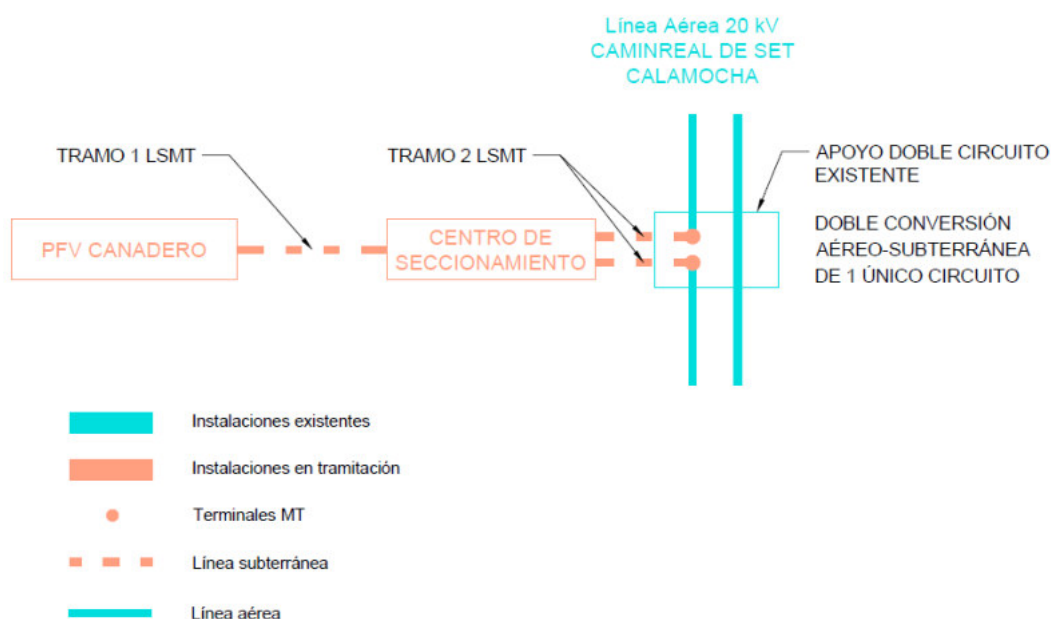 Línea Aérea 20 kV
CAMINREAL DE SET
CALAMOCHA
TRAMO 1 LSMT
TRAMO 2 LSMT
APOYO DOBLE CIRCUITO
EXISTENTE
PFV CANADERO
CENTRO DE
SECCIONAMIENTO
DOBLE CONVERSIÓN
AÉREO-SUBTERRÁNEA
DE 1 ÚNICO CIRCUITO
Instalaciones existentes
Instalaciones en tramitación
Terminales MT
Línea subterránea
Línea aérea